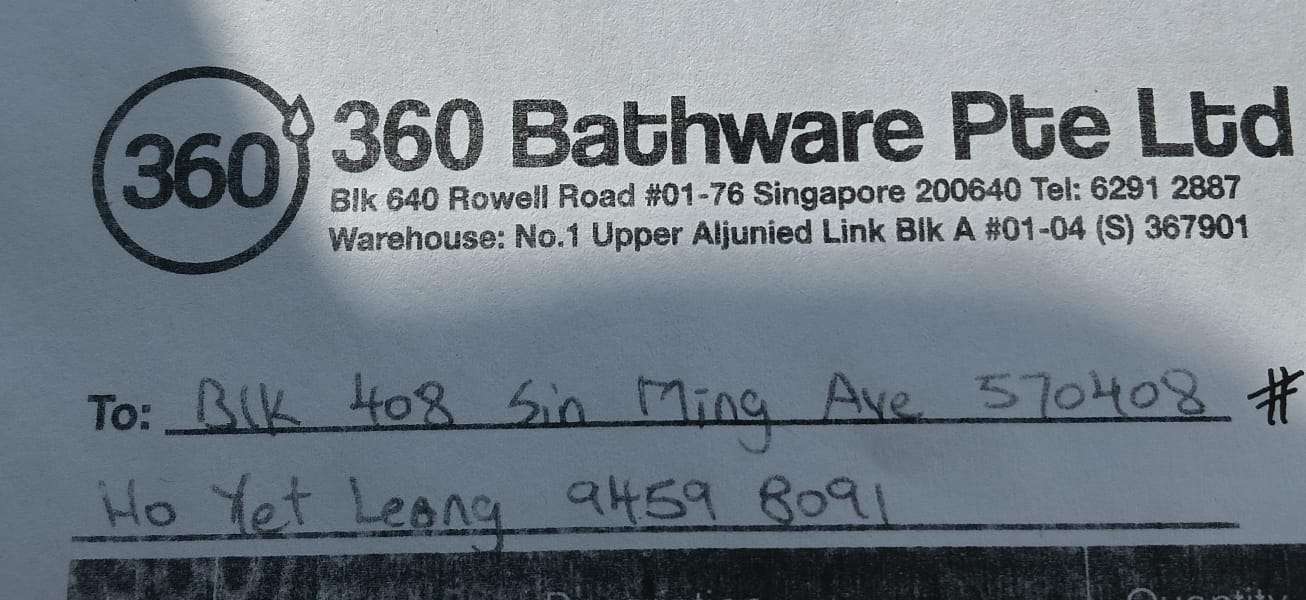 360
360 Bathware Pte Ltd
Blk 640 Rowell Road #01-76 Singapore 200640 Tel: 6291 2887
Warehouse: No.1 Upper Aljunied Link Blk A #01-04 (S) 367901
To: Blk 408 Sin Ming Ave 570408 #
Ho Yet Leong 9459 8091